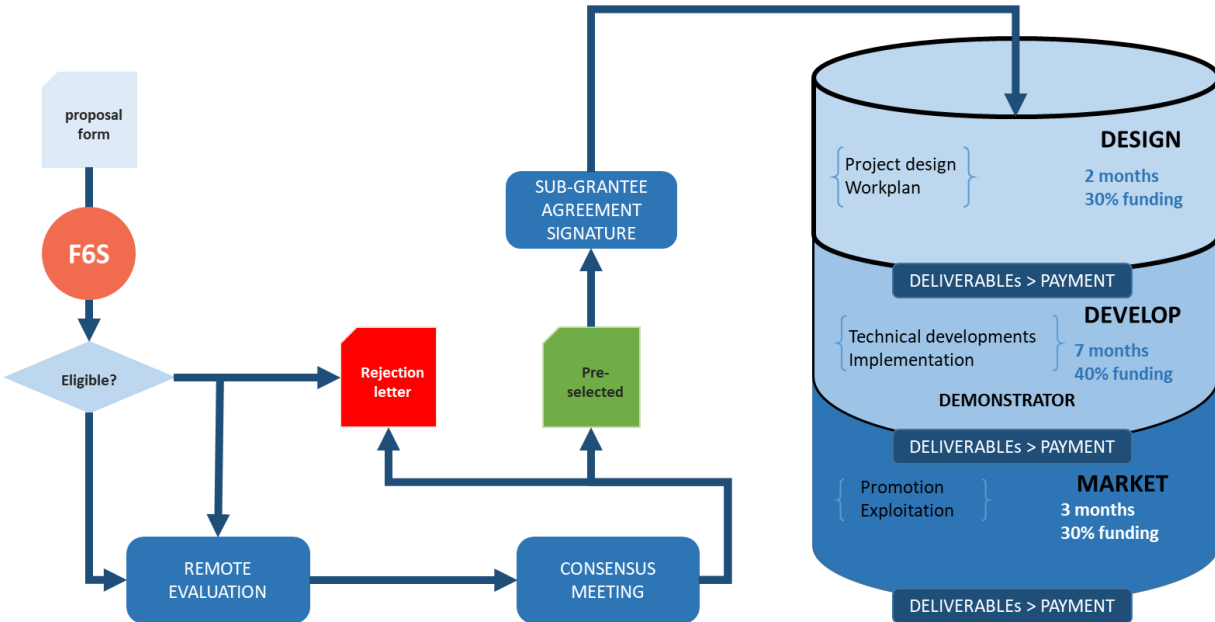 proposal
form
F6S
Eligible?
Rejection
letter
Pre-
selected
SUB-GRANTEE
AGREEMENT
SIGNATURE
REMOTE
EVALUATION
CONSENSUS
MEETING
DESIGN
Project design
Workplan
2 months
30% funding
DELIVERABLEs > PAYMENT
DEVELOP
Technical developments
Implementation
7 months
40% funding
DEMONSTRATOR
DELIVERABLEs > PAYMENT
MARKET
Promotion
Exploitation
3 months
30% funding
DELIVERABLEs > PAYMENT